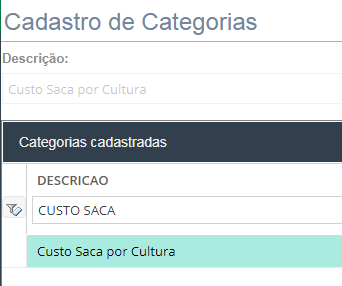 Cadastro de Categorias
Descrição:
Custo Saca por Cultura
Categorias cadastradas
DESCRICAO
CUSTO SACA
Custo Saca por Cultura